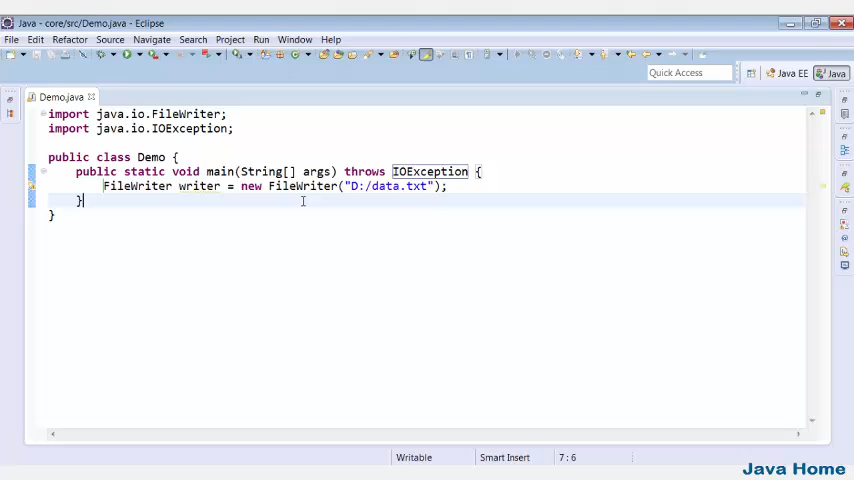 Java - core/src/Demo.java - Eclipse
File Edit Refactor Source Navigate Search Project Run Window Help
Quick Access
Java EE
Java
Demo.java
import java.io.FileWriter;
import java.io.IOException;
public class Demo {
public static void main(String[] args) throws IOException {
FileWriter writer = new FileWriter("D:/data.txt");
}
}
Writable Smart Insert 7 : 6
Java Home